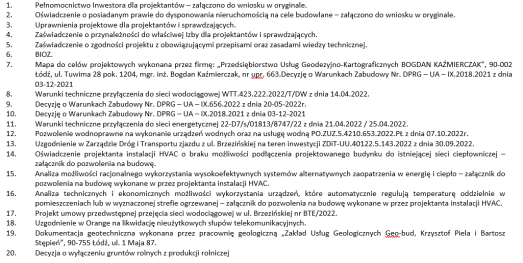 1. Pełnomocnictwo Inwestora dla projektantów – załączono do wniosku w oryginale.
2. Oświadczenie o posiadanym prawie do dysponowania nieruchomością na cele budowlane – załączono do wniosku w oryginale.
3. Uprawnienia projektowe dla projektantów i sprawdzających.
4. Zaświadczenie o przynależności do właściwej Izby dla projektantów i sprawdzających.
5. Zaświadczenie o zgodności projektu z obowiązującymi przepisami oraz zasadami wiedzy technicznej.
6. BIOZ.
7. Mapa do celów projektowych wykonana przez firmę: „Przedsiębiorstwo Usług Geodezyjno-Kartograficznych BOGDAN KAŹMIERCZAK", 90-002
Łódź, ul. Tuwima 28 pok. 1204, mgr. inż. Bogdan Kaźmierczak, nr upr. 663.Decyzję o Warunkach Zabudowy Nr. DPRG – UA – IX.2018.2021 z dnia
03-12-2021
8. Warunki techniczne przyłączenia do sieci wodociągowej WTT.423.222.2022/T/DW z dnia 14.04.2022.
9. Decyzję o Warunkach Zabudowy Nr. DPRG – UA – IX.656.2022 z dnia 20-05-2022r.
10. Decyzję o Warunkach Zabudowy Nr. DPRG – UA – IX.2018.2021 z dnia 03-12-2021
11. Warunki techniczne przyłączenia do sieci energetycznej 22-D7/s/01813/8747/22 z dnia 21.04.2022 / 25.04.2022.
12. Pozwolenie wodnoprawne na wykonanie urządzeń wodnych oraz na usługę wodną PO.ZUZ.5.4210.653.2022.PŁ z dnia 07.10.2022r.
13. Uzgodnienie w Zarządzie Dróg i Transportu zjazdu z ul. Brzezińskiej na teren inwestycji ZDIT-UU.40122.5.143.2022 z dnia 30.09.2022.
14. Oświadczenie projektanta instalacji HVAC o braku możliwości podłączenia projektowanego budynku do istniejącej sieci ciepłowniczej –
załącznik do pozwolenia na budowę.
15. Analiza możliwości racjonalnego wykorzystania wysokoefektywnych systemów alternatywnych zaopatrzenia w energię i ciepło – załącznik do
pozwolenia na budowę wykonane w przez projektanta instalacji HVAC.
16. Analiza technicznych i ekonomicznych możliwości wykorzystania urządzeń, które automatycznie regulują temperaturę oddzielnie w
pomieszczeniach lub w wyznaczonej strefie ogrzewanej – załącznik do pozwolenia na budowę wykonane w przez projektanta instalacji HVAC.
17. Projekt umowy przedwstępnej przejęcia sieci wodociągowej w ul. Brzezińskiej nr BTE/2022.
18. Uzgodnienie w Orange na likwidację nieużytkowych słupów telekomunikacyjnych.
19. Dokumentacja geotechniczna wykonana przez pracownię geologiczną „Zakład Usług Geologicznych Geo-bud, Krzysztof Piela i Bartosz
Stępień", 90-755 Łódź, ul. 1 Maja 87.
20. Decyzja o wyłączeniu gruntów rolnych z produkcji rolniczej